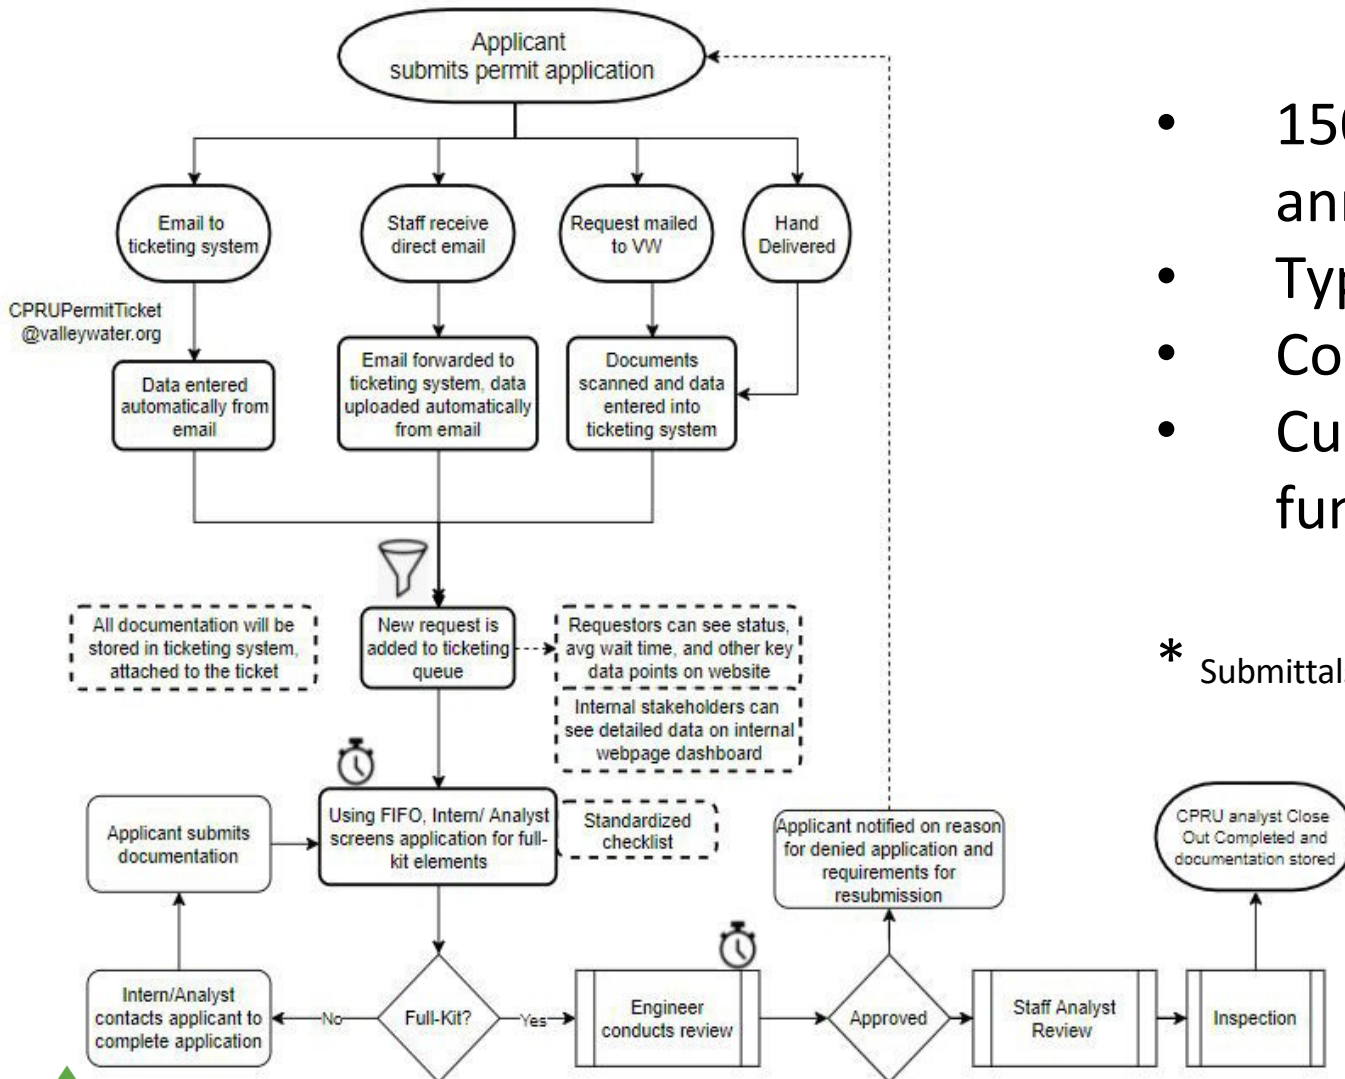 Applicant
submits permit application
Email to
ticketing system
Staff receive
direct email
Request mailed
to VW
Hand
Delivered
CPRUPermitTicket
@valleywater.org
Data entered
automatically from
email
Email forwarded to
ticketing system, data
uploaded automatically
from email
Documents
scanned and data
entered into
ticketing system
All documentation will be
stored in ticketing system,
attached to the ticket
New request is
added to ticketing
queue
Requestors can see status,
avg wait time, and other key
data points on website
Internal stakeholders can
see detailed data on internal
webpage dashboard
Applicant submits
documentation
Using FIFO, Intern/ Analyst
screens application for full-
kit elements
Standardized
checklist
Applicant notified on reason
for denied application and
requirements for
resubmission
CPRU analyst Close
Out Completed and
documentation stored
Intern/Analyst
contacts applicant to
complete application
No
Full-Kit?
Yes
Engineer
conducts review
Approved
Staff Analyst
Review
Inspection
•
•
•
•
*